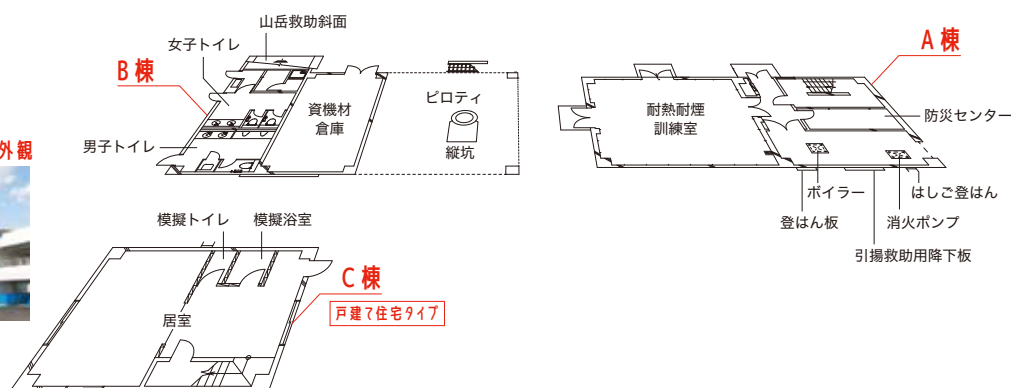 山岳救助斜面
女子トイレ
B棟
資機材
倉庫
ピロティ
縦坑
男子トイレ
A棟
耐熱耐煙
訓練室
防災センター
ボイラー
はしご登はん
登はん板
消火ポンプ
引揚救助用降下板
外観
模擬トイレ
模擬浴室
C棟
戸建て住宅タイプ
居室